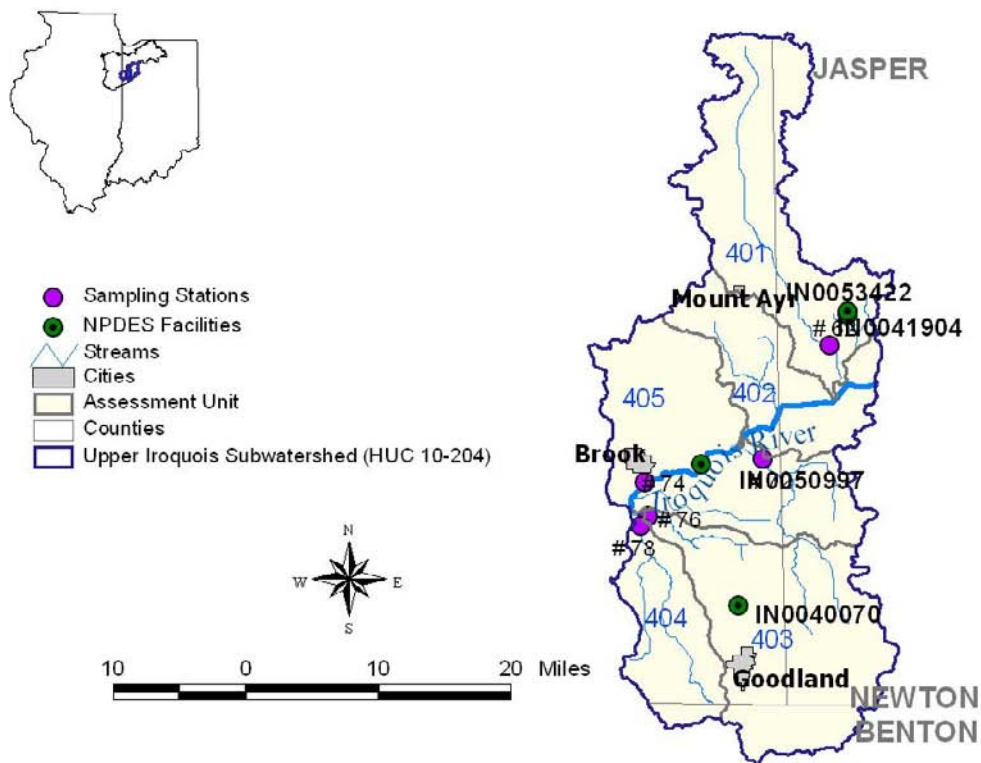 JASPER
401
Mount Ayr
IN0053422
IN0041904
Sampling Stations
NPDES Facilities
Streams
Cities
Assessment Unit
Counties
Upper Iroquois Subwatershed (HUC 10-204)
405
402
Brook
Iroquois River
#74
IN0050997
#76
#78
N
W
E
S
404
IN0040070
403
10 0 10 20 Miles
Goodland
NEWTON
BENTON